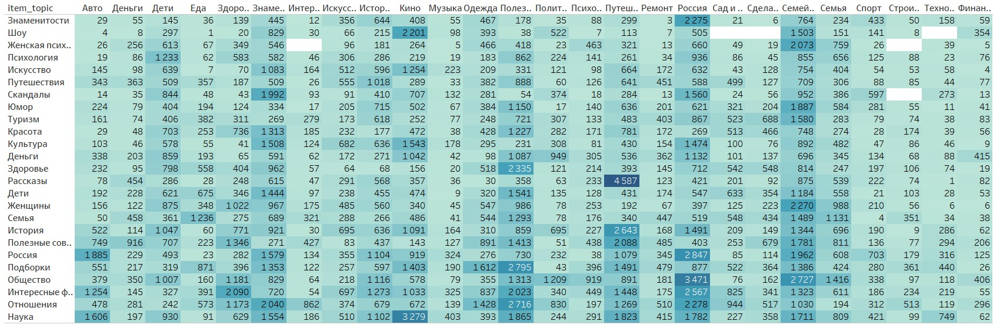 item_topic Авто Деньги Дети Еда Здоро.. Знаме.. Интер.. Искусс.. Истор.. Кино Музыка Одежда Полез.. Полит.. Психо.. Путеш.. Ремонт Россия Сад и .. Сдела.. Семей.. Семья Спорт Строи.. Техно.. Финан..
Знаменитости 29 55 145 36 139 445 12 356 644 408 55 467 178 35 88 299 3 2 275 21 6 764 234 433 50 158 59
Шоу 4 8 297 1 20 829 30 66 215 2 201 98 393 38 522 7 113 7 505 1 503 151 141 8 354
Женская псих.. 26 256 613 67 349 546 96 181 264 5 466 418 23 463 321 13 660 49 19 2 073 759 26 39 5
Психология 19 86 1 233 62 583 582 46 306 286 219 19 183 862 224 141 261 34 936 86 45 855 656 125 88 23 76
Искусство 145 98 639 7 70 1 083 164 512 596 1 254 223 209 331 121 98 664 172 632 43 128 754 404 54 53 58 4
Путешествия 343 363 509 357 187 509 26 555 1 018 289 33 382 888 60 126 641 451 588 499 127 709 306 88 85 44 77
Скандалы 14 35 844 48 43 1 992 93 91 410 707 132 281 54 374 18 284 13 1 560 24 56 952 386 597 273 13
Юмор 224 79 404 194 124 334 17 205 715 502 67 384 1 150 17 140 636 201 621 321 204 1 887 584 281 55 11 41
Туризм 161 74 406 382 311 269 279 173 618 252 77 248 721 307 133 483 403 867 523 688 1 580 283 79 74 38 83
Красота 29 48 703 253 736 1 313 185 232 177 472 38 428 1 227 282 171 781 172 269 513 466 748 274 28 174 39 56
Культура 103 46 578 55 41 1 508 124 682 636 1 543 178 295 231 308 81 430 154 1 474 100 76 892 482 47 86 46 9
Деньги 338 203 859 193 65 591 62 172 271 1 042 42 98 1 087 949 305 536 362 1 132 101 137 696 345 134 68 88 415
Здоровье 232 95 798 558 404 962 57 64 68 156 20 518 2 335 121 214 393 145 712 542 548 814 247 197 106 74 19
Рассказы 78 454 286 28 248 615 47 291 568 357 36 30 358 63 233 4 587 123 421 201 92 875 539 222 74 1 82
Дети 192 228 621 675 346 1 444 97 238 455 474 9 320 1 541 135 128 431 174 547 633 354 1 184 558 21 103 28 53
Женщины 156 122 875 348 1 022 967 175 485 560 340 45 547 986 78 253 192 67 397 125 223 2 270 988 210 56 6 6
Семья 50 458 361 1 236 275 689 321 288 266 486 41 544 1 293 78 176 340 447 519 548 434 1 489 1 131 4 351 34 38
История 522 114 1 047 60 771 921 30 695 636 1 091 164 310 859 695 227 2 643 168 1 491 209 149 1 344 696 190 9 286 62
Полезные сов.. 749 916 707 223 1 346 271 427 83 437 143 127 891 1 413 51 438 2 088 485 403 253 679 1 781 811 136 77 294 206
Россия 1 885 229 493 23 282 1 579 134 355 1 104 919 324 276 730 232 38 1 079 345 2 847 85 114 1 962 608 703 179 316 125
Подборки 551 217 319 871 396 1 353 122 257 597 1 403 190 1 612 2 795 43 396 1 491 479 877 522 364 1 386 424 280 361 440 26
Общество 379 350 1 007 160 1 181 829 64 218 1 116 578 79 355 1 313 1 209 919 891 181 3 471 76 162 2 727 1 416 338 97 118 406
Интересные ф.. 1 254 145 327 391 2 090 720 54 697 1 273 1 033 325 837 2 023 340 449 1 448 175 2 567 825 341 1 323 611 186 234 219 55
Отношения 478 281 242 573 1 173 2 040 862 374 679 672 139 1 428 2 716 830 197 1 269 510 2 278 944 517 1 030 194 312 513 119 296
Наука 1 606 197 930 91 629 1 554 186 510 1 102 3 279 403 393 1 865 244 291 1 823 415 1 782 227 358 1 711 809 421 99 749 62